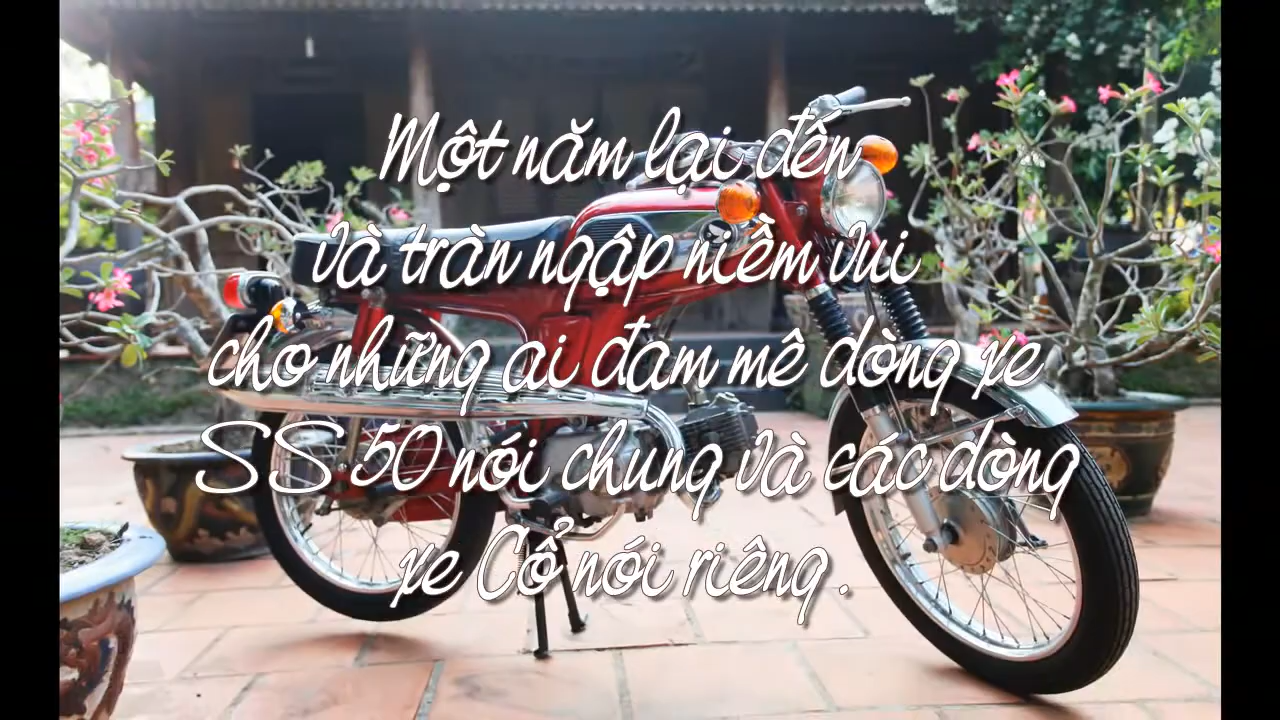 Một năm lại đến
và tràn ngập niềm vui
cho những ai đam mê dòng xe
SS 50 nói chung và các dòng
xe Cổ nói riêng .